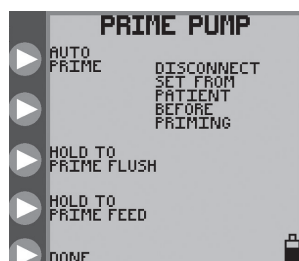 PRIME PUMP
AUTO
PRIME
DISCONNECT
SET FROM
PATIENT
BEFORE
PRIMING
HOLD TO
PRIME FLUSH
HOLD TO
PRIME FEED
DONE